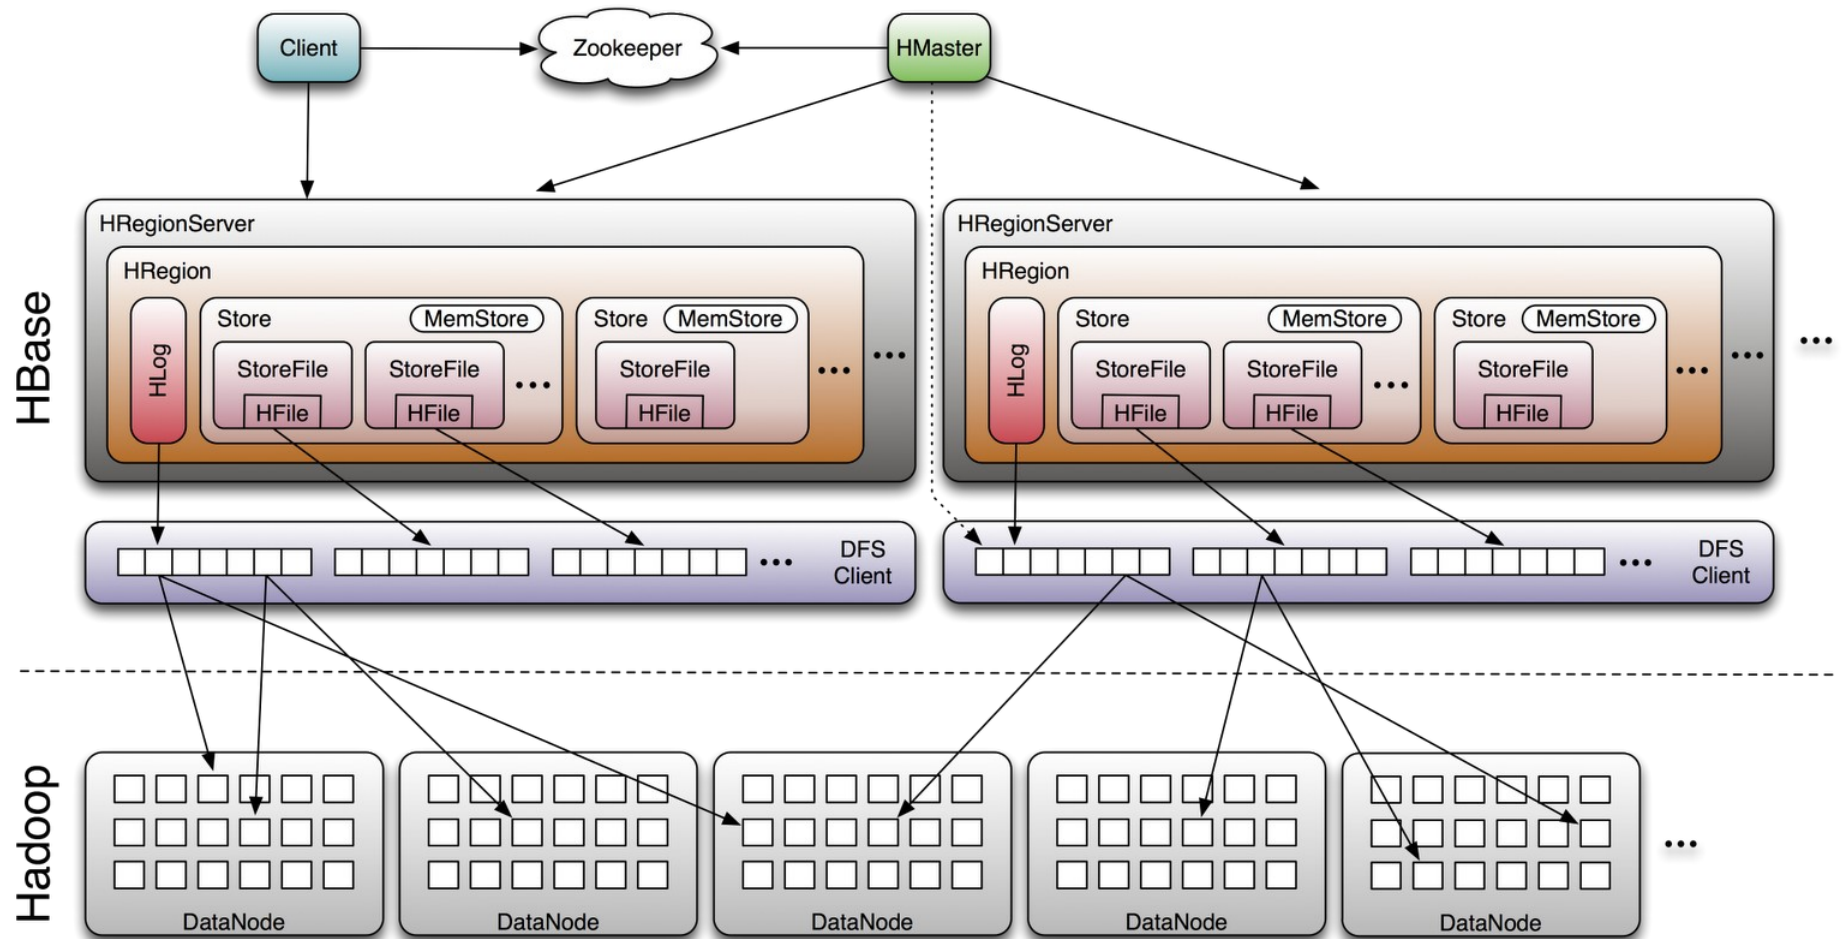 Client
Zookeeper
HMaster
HBase
HRegionServer
HRegion
HLog
Store
MemStore
StoreFile
HFile
StoreFile
HFile
...
Store
MemStore
StoreFile
HFile
...
...
HRegionServer
HRegion
HLog
Store
MemStore
StoreFile
HFile
StoreFile
HFile
...
Store
MemStore
StoreFile
HFile
...
...
...
...
DFS
Client
...
DFS
Client
Hadoop
DataNode
DataNode
DataNode
DataNode
DataNode
...